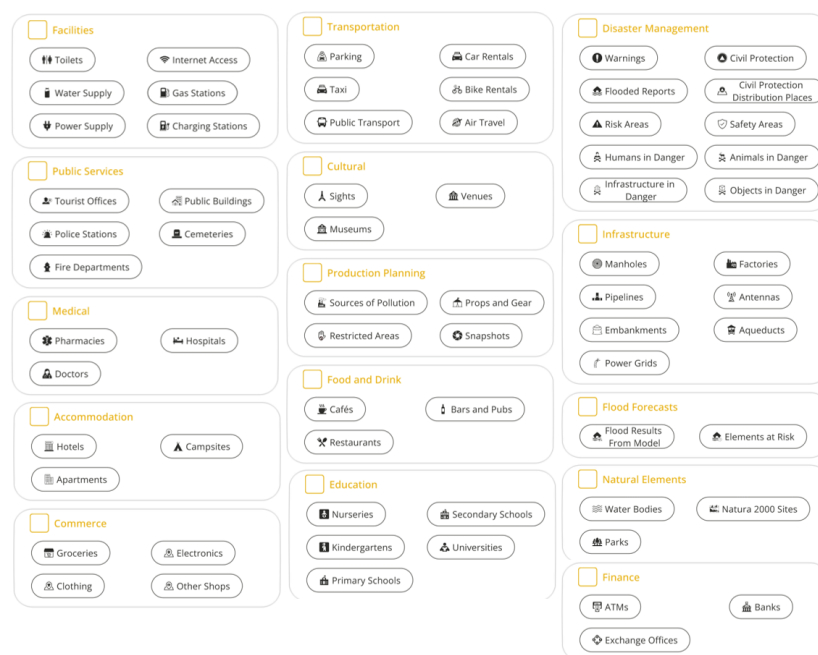 Facilities
Toilets
Internet Access
Water Supply
Gas Stations
Power Supply
Charging Stations
Public Services
Tourist Offices
Public Buildings
Police Stations
Cemeteries
Fire Departments
Medical
Pharmacies
Hospitals
Doctors
Accommodation
Hotels
Campsites
Apartments
Commerce
Groceries
Electronics
Clothing
Other Shops
Transportation
Parking
Car Rentals
Taxi
Bike Rentals
Public Transport
Air Travel
Cultural
Sights
Venues
Museums
Production Planning
Sources of Pollution
Props and Gear
Restricted Areas
Snapshots
Food and Drink
Cafés
Bars and Pubs
Restaurants
Education
Nurseries
Secondary Schools
Kindergartens
Universities
Primary Schools
Disaster Management
Warnings
Civil Protection
Flooded Reports
Civil Protection
Distribution Places
Risk Areas
Safety Areas
Humans in Danger
Animals in Danger
Infrastructure in
Danger
Objects in Danger
Infrastructure
Manholes
Factories
Pipelines
Antennas
Embankments
Aqueducts
Power Grids
Flood Forecasts
Flood Results
From Model
Elements at Risk
Natural Elements
Water Bodies
Natura 2000 Sites
Parks
Finance
ATMs
Banks
Exchange Offices